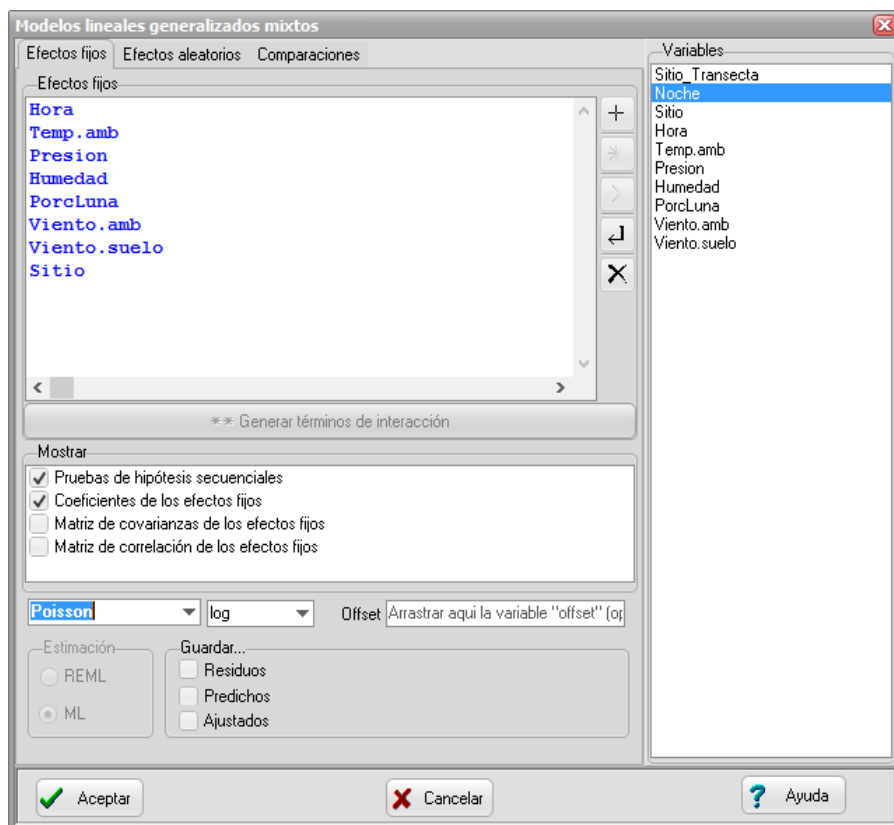 Modelos lineales generalizados mixtos
Efectos fijos Efectos aleatorios Comparaciones
Efectos fijos
Hora
Temp.amb
Presion
Humedad
PorcLuna
Viento.amb
Viento.suelo
Sitio
** Generar términos de interacción
Mostrar
Pruebas de hipótesis secuenciales
Coeficientes de los efectos fijos
Matriz de covarianzas de los efectos fijos
Matriz de correlación de los efectos fijos
Poisson log Offset Arrastrar aqui la variable "offset" (op
Estimación
REML
ML
Guardar...
Residuos
Predichos
Ajustados
Variables
Sitio_Transecta
Noche
Sitio
Hora
Temp.amb
Presion
Humedad
PorcLuna
Viento.amb
Viento.suelo
Aceptar Cancelar Ayuda